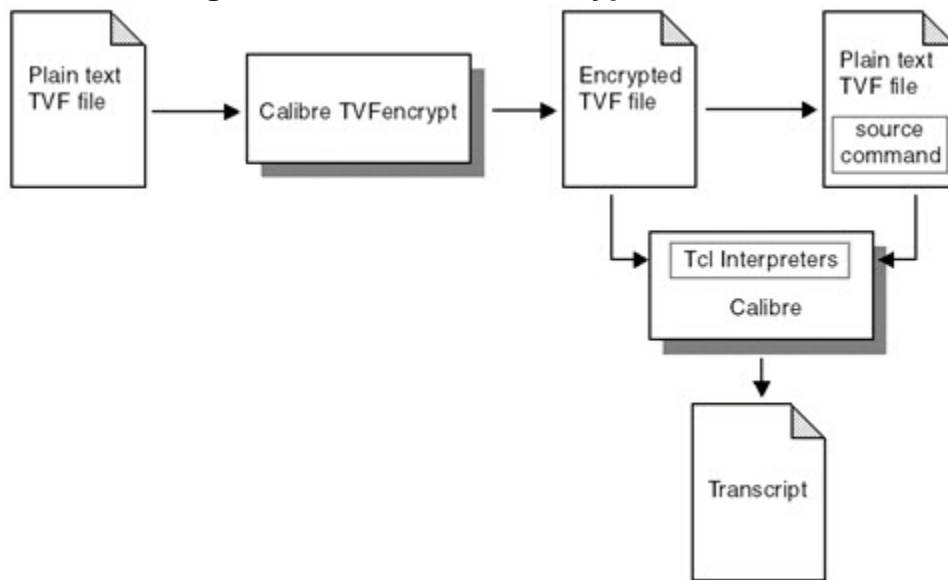 Plain text
TVF file
Calibre TVFencrypt
Encrypted
TVF file
Plain text
TVF file
source
command
Tcl Interpreters
Calibre
Transcript